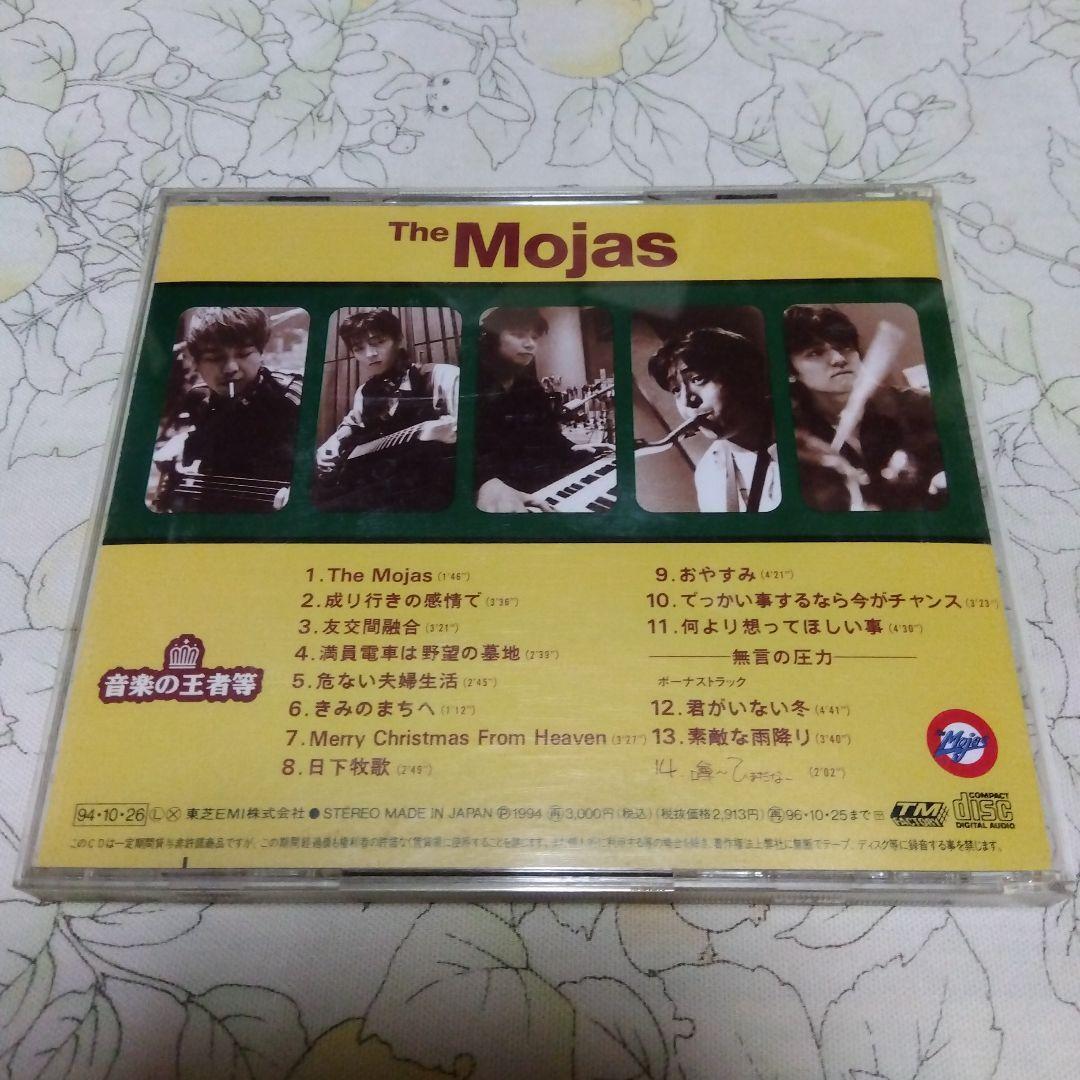 The Mojas
1. The Mojas (1'46")
2. 成り行きの感情で (3'36")
3. 友交間融合 (3'21")
4. 満員電車は野望の墓地 (2'39")
5. 危ない夫婦生活 (2'45")
6. きみのまちへ (1'12")
7. Merry Christmas From Heaven (3'27")
8. 日下牧歌 (2'49")
9. おやすみ (4'21")
10. でっかい事するなら今がチャンス (3'23")
11. 何より想ってほしい事 (4'30")
無言の圧力
ボーナストラック
12. 君がいない冬 (4'41")
13. 素敵な雨降り (3'40")
14. (2'02")
音楽の王者等
The Mojas
94・10・26 Ⓛ 東芝EMI株式会社 ● STEREO MADE IN JAPAN Ⓟ1994 再 3,000円(税込) (税抜価格2,913円) 再 96・10・25まで
TM FACTORY
COMPACT disc DIGITAL AUDIO